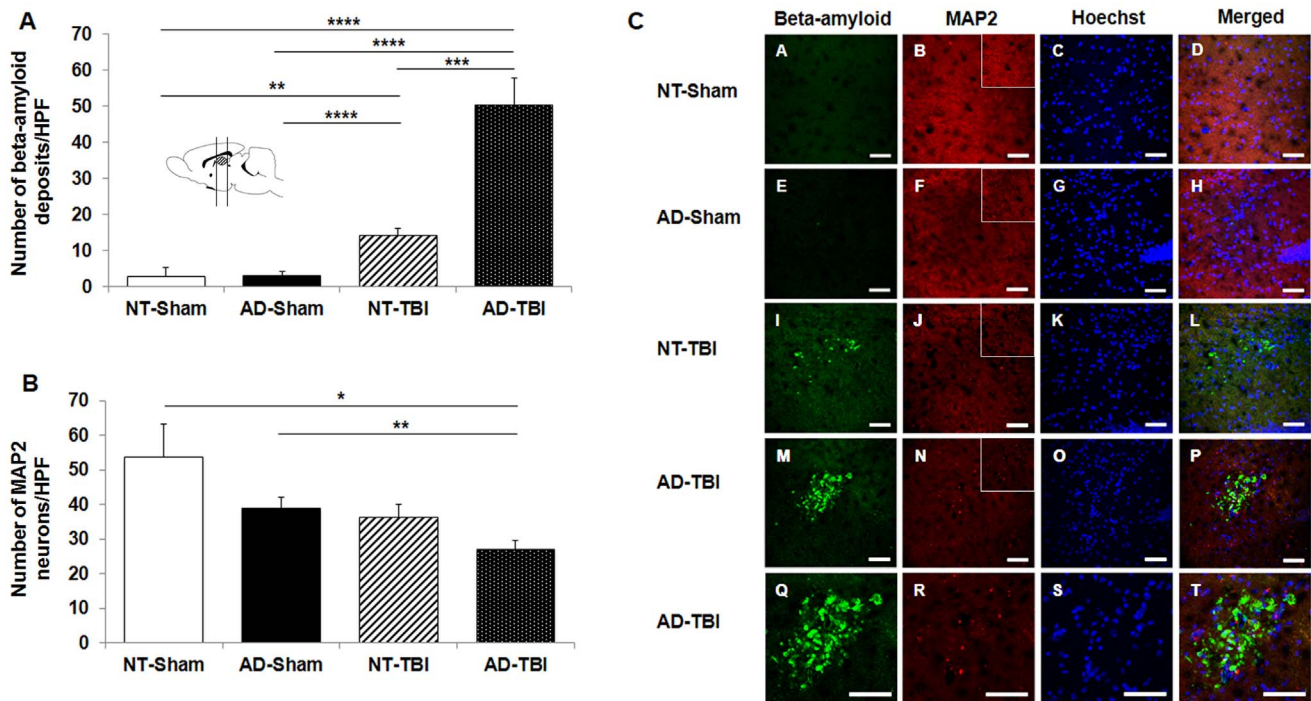 A
Number of beta-amyloid
deposits/HPF
70
60
50
40
30
20
10
0
****
****
***
**
****
NT-Sham AD-Sham NT-TBI AD-TBI
B
Number of MAP2
neurons/HPF
70
60
50
40
30
20
10
0
*
**
NT-Sham AD-Sham NT-TBI AD-TBI
C
Beta-amyloid MAP2 Hoechst Merged
NT-Sham
A B C D
AD-Sham
E F G H
NT-TBI
I J K L
AD-TBI
M N O P
AD-TBI
Q R S T